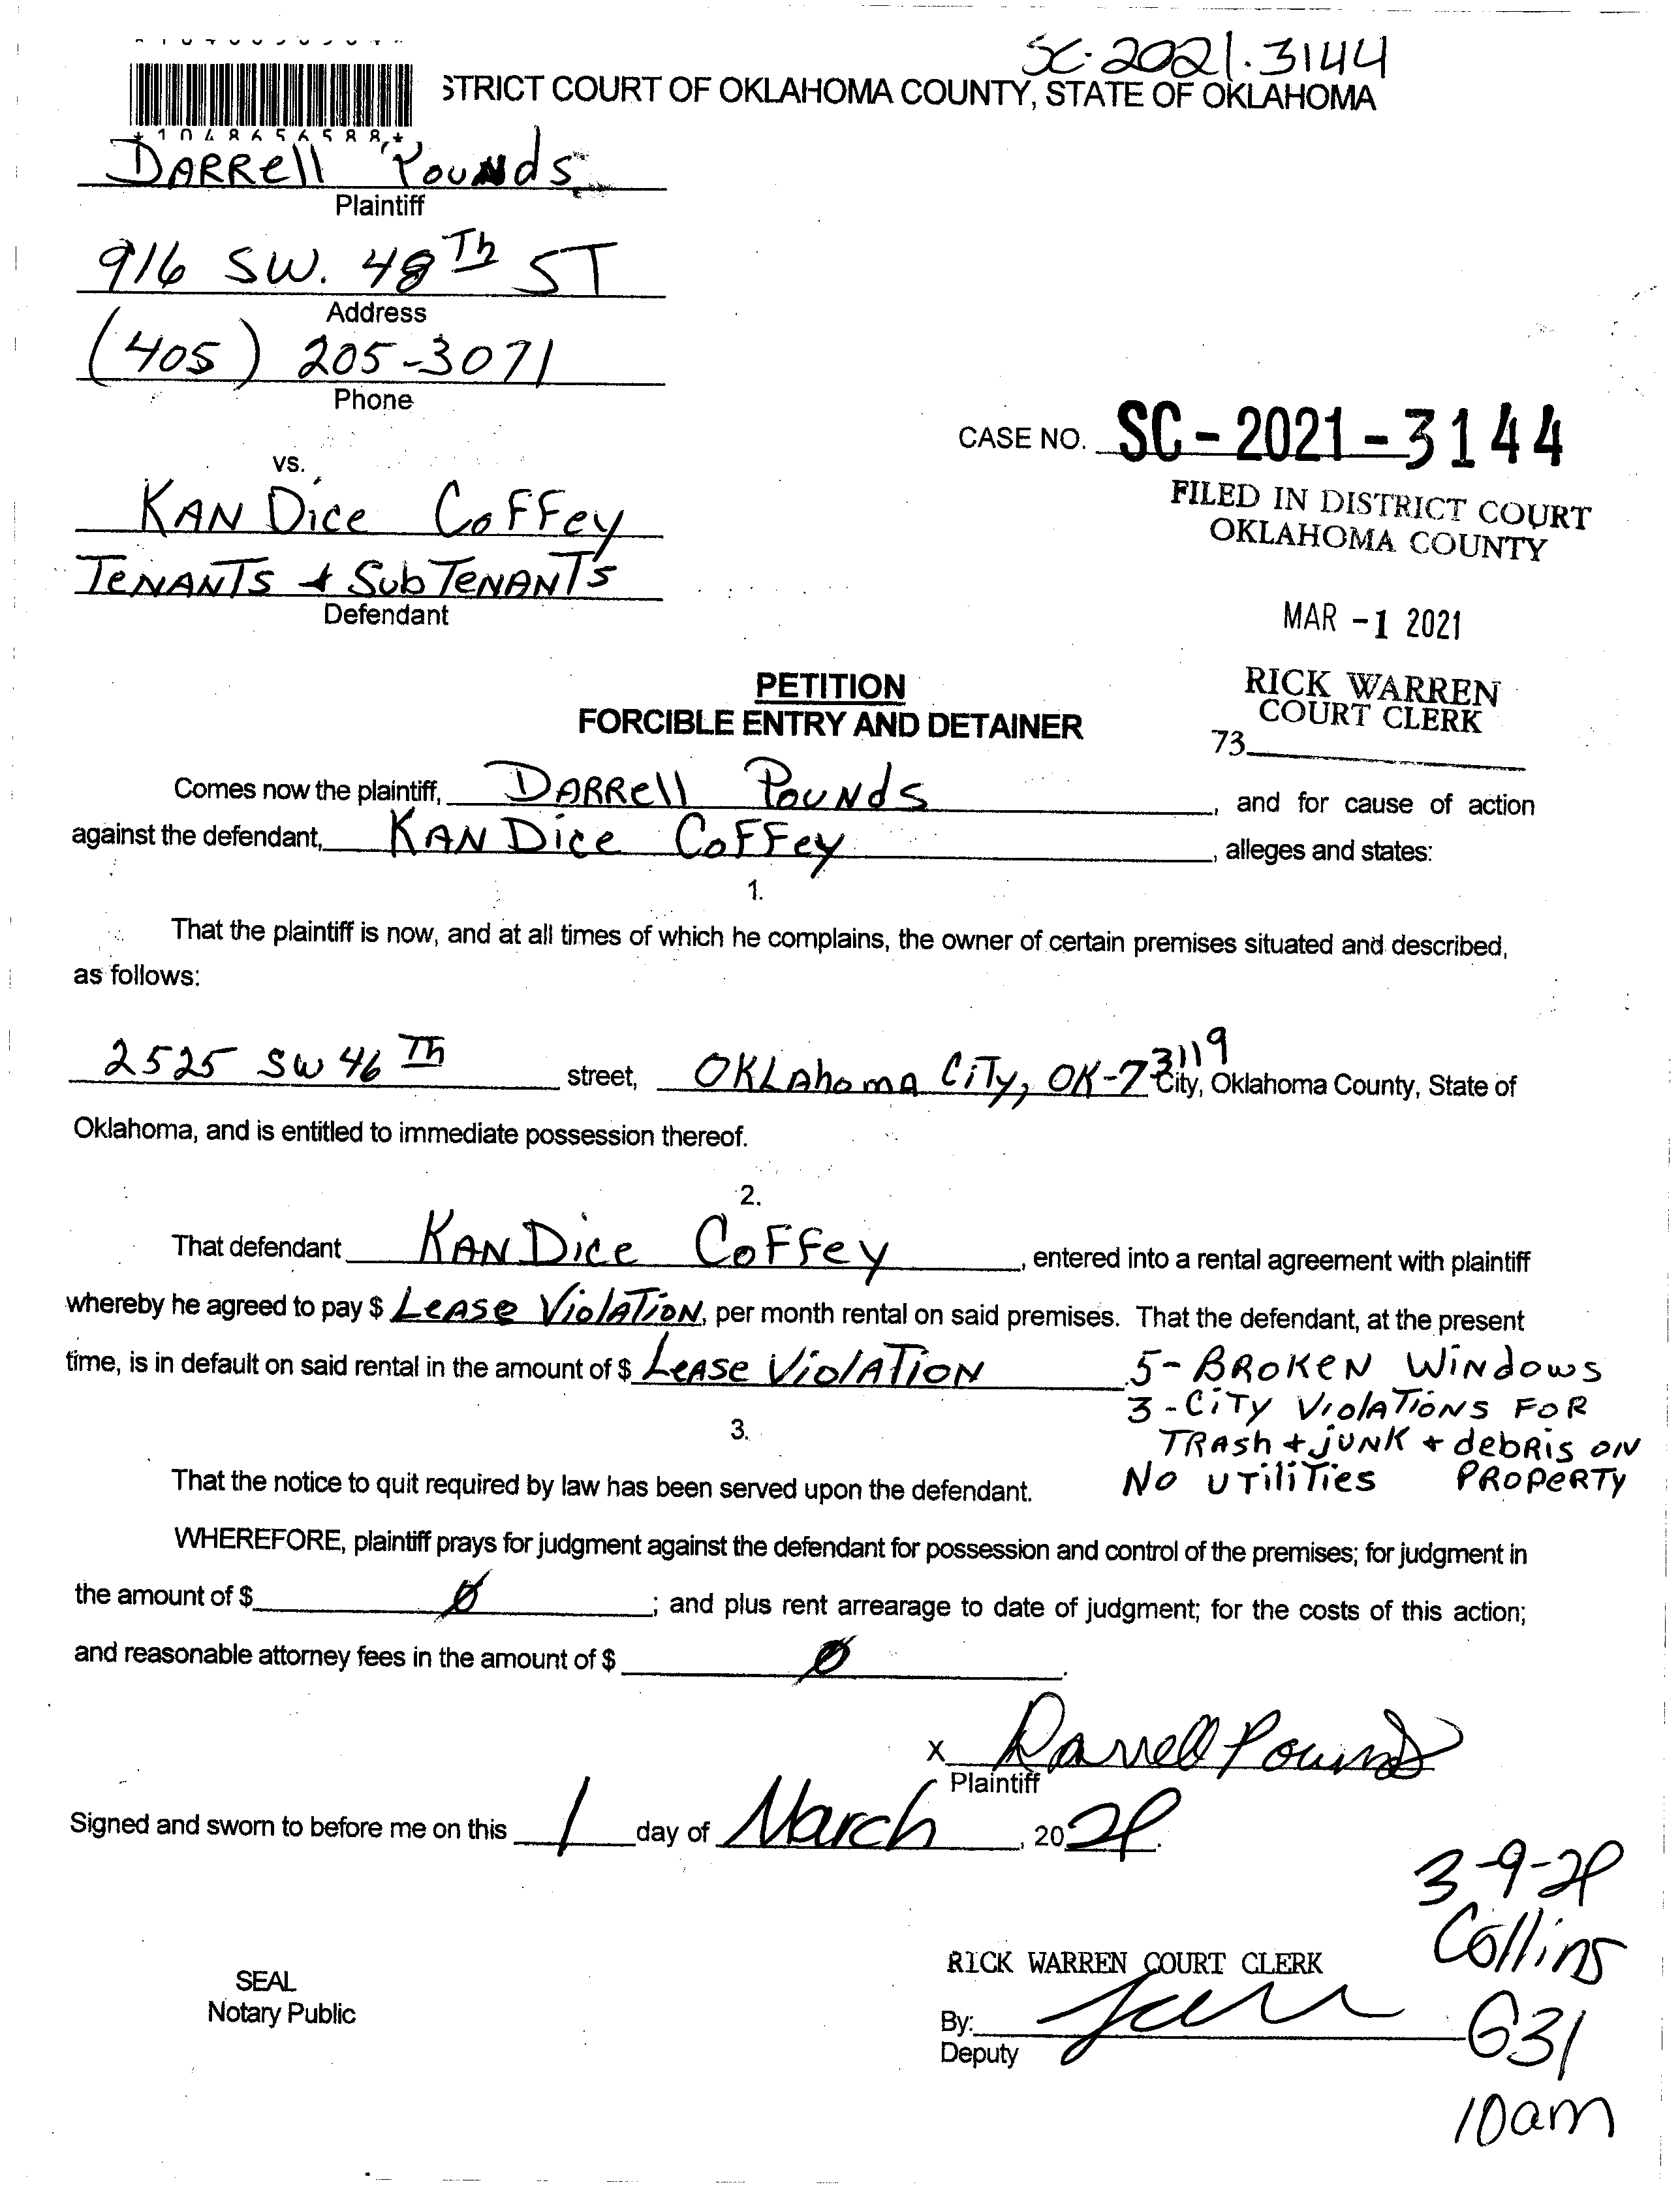 SC-2021-3144
STRICT COURT OF OKLAHOMA COUNTY, STATE OF OKLAHOMA
*1048656588*
DARRell Pounds
Plaintiff
916 SW. 48Th ST
Address
(405) 205-3071
Phone
CASE NO. SC-2021-3144
vs.
KANDice CoFFey
TeNANTS + SubTeNANTS
Defendant
FILED IN DISTRICT COURT
OKLAHOMA COUNTY
MAR -1 2021
RICK WARREN
COURT CLERK
73
PETITION
FORCIBLE ENTRY AND DETAINER
Comes now the plaintiff, DARRell PouNds, and for cause of action
against the defendant, KANDice CoFFey, alleges and states:
1.
That the plaintiff is now, and at all times of which he complains, the owner of certain premises situated and described,
as follows:
2525 SW 46 Th street, OKLAhomA CiTy, OK-73119 City, Oklahoma County, State of
Oklahoma, and is entitled to immediate possession thereof.
2.
That defendant KANDice CoFFey, entered into a rental agreement with plaintiff
whereby he agreed to pay $ LeASe ViolATioN, per month rental on said premises. That the defendant, at the present
time, is in default on said rental in the amount of $ LeASe ViolATioN.
5- BROKeN WiNdows
3-CiTy ViolATioNS FoR
TRAsh + jUNK + debRis oN
No uTiliTies PRopeRTy
3.
That the notice to quit required by law has been served upon the defendant.
WHEREFORE, plaintiff prays for judgment against the defendant for possession and control of the premises; for judgment in
the amount of $ Ø ; and plus rent arrearage to date of judgment; for the costs of this action;
and reasonable attorney fees in the amount of $ Ø.
x Darrell Pounds
Plaintiff
Signed and sworn to before me on this 1 day of March, 2021.
3-9-21
Collins
631
10am
SEAL
Notary Public
RICK WARREN COURT CLERK
By:
Deputy